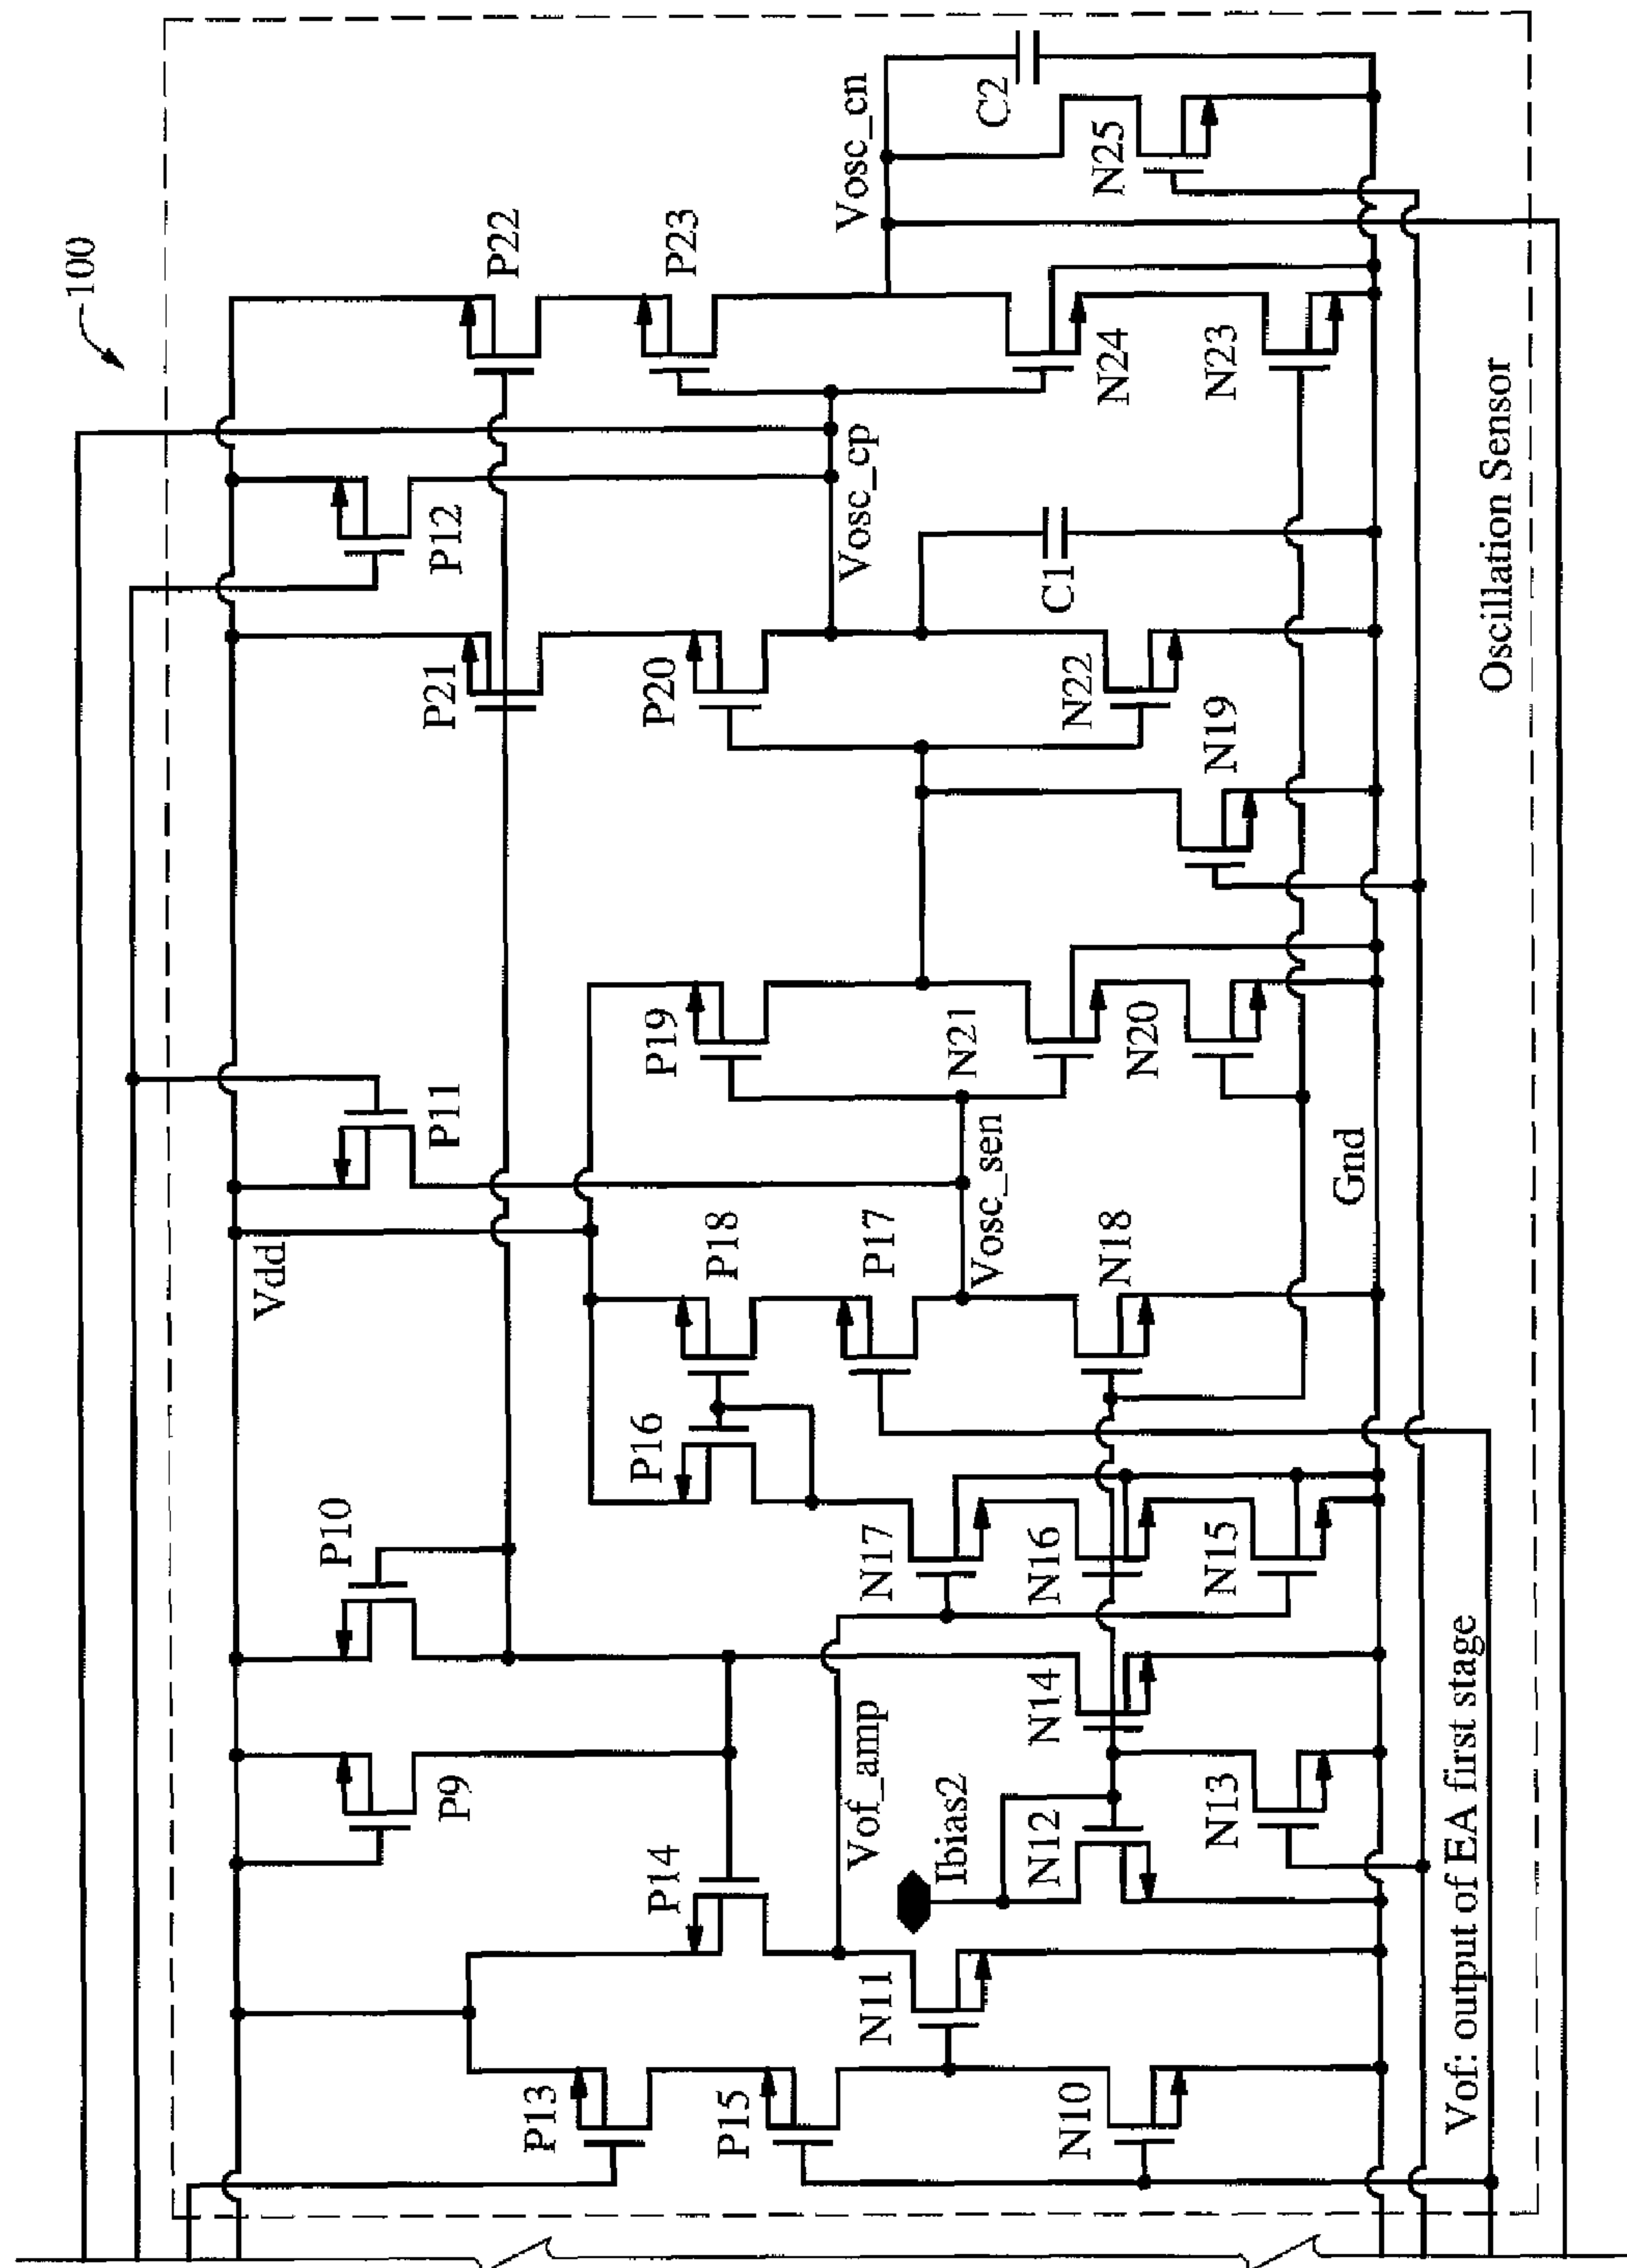 100
P22
P23
Vosc_cn
C2
N25
N24
N23
P12
Vosc_cp
C1
P21
P20
N22
N19
Oscillation Sensor
P11
P19
N21
N20
Vdd
P18
P17
Vosc_sen
N18
Gnd
P10
P16
N17
N16
N15
P9
P14
Vof_amp
N14
Ibias2
N12
N13
N11
P13
P15
N10
Vof: output of EA first stage